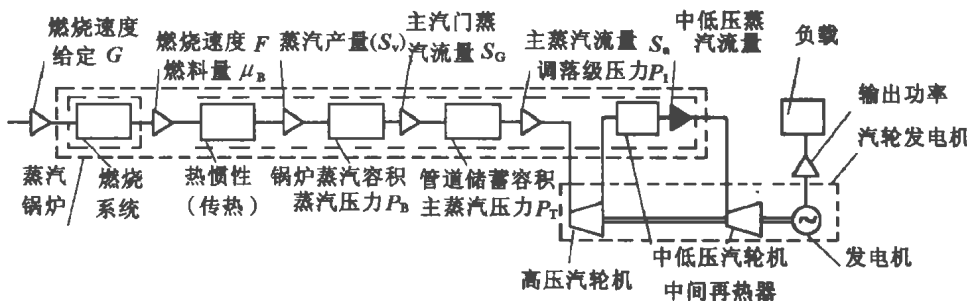 燃烧速度
给定 G
燃烧速度 F
燃料量 μB
蒸汽产量(Sv)
主汽门蒸
汽流量 SG
主蒸汽流量 Sa
调落级压力P1
中低压蒸
汽流量
负载
输出功率
汽轮发电机
蒸汽
锅炉
燃烧
系统
热惯性
(传热)
锅炉蒸汽容积
蒸汽压力PB
管道储蓄容积
主蒸汽压力PT
高压汽轮机
中低压汽轮机
中间再热器
发电机